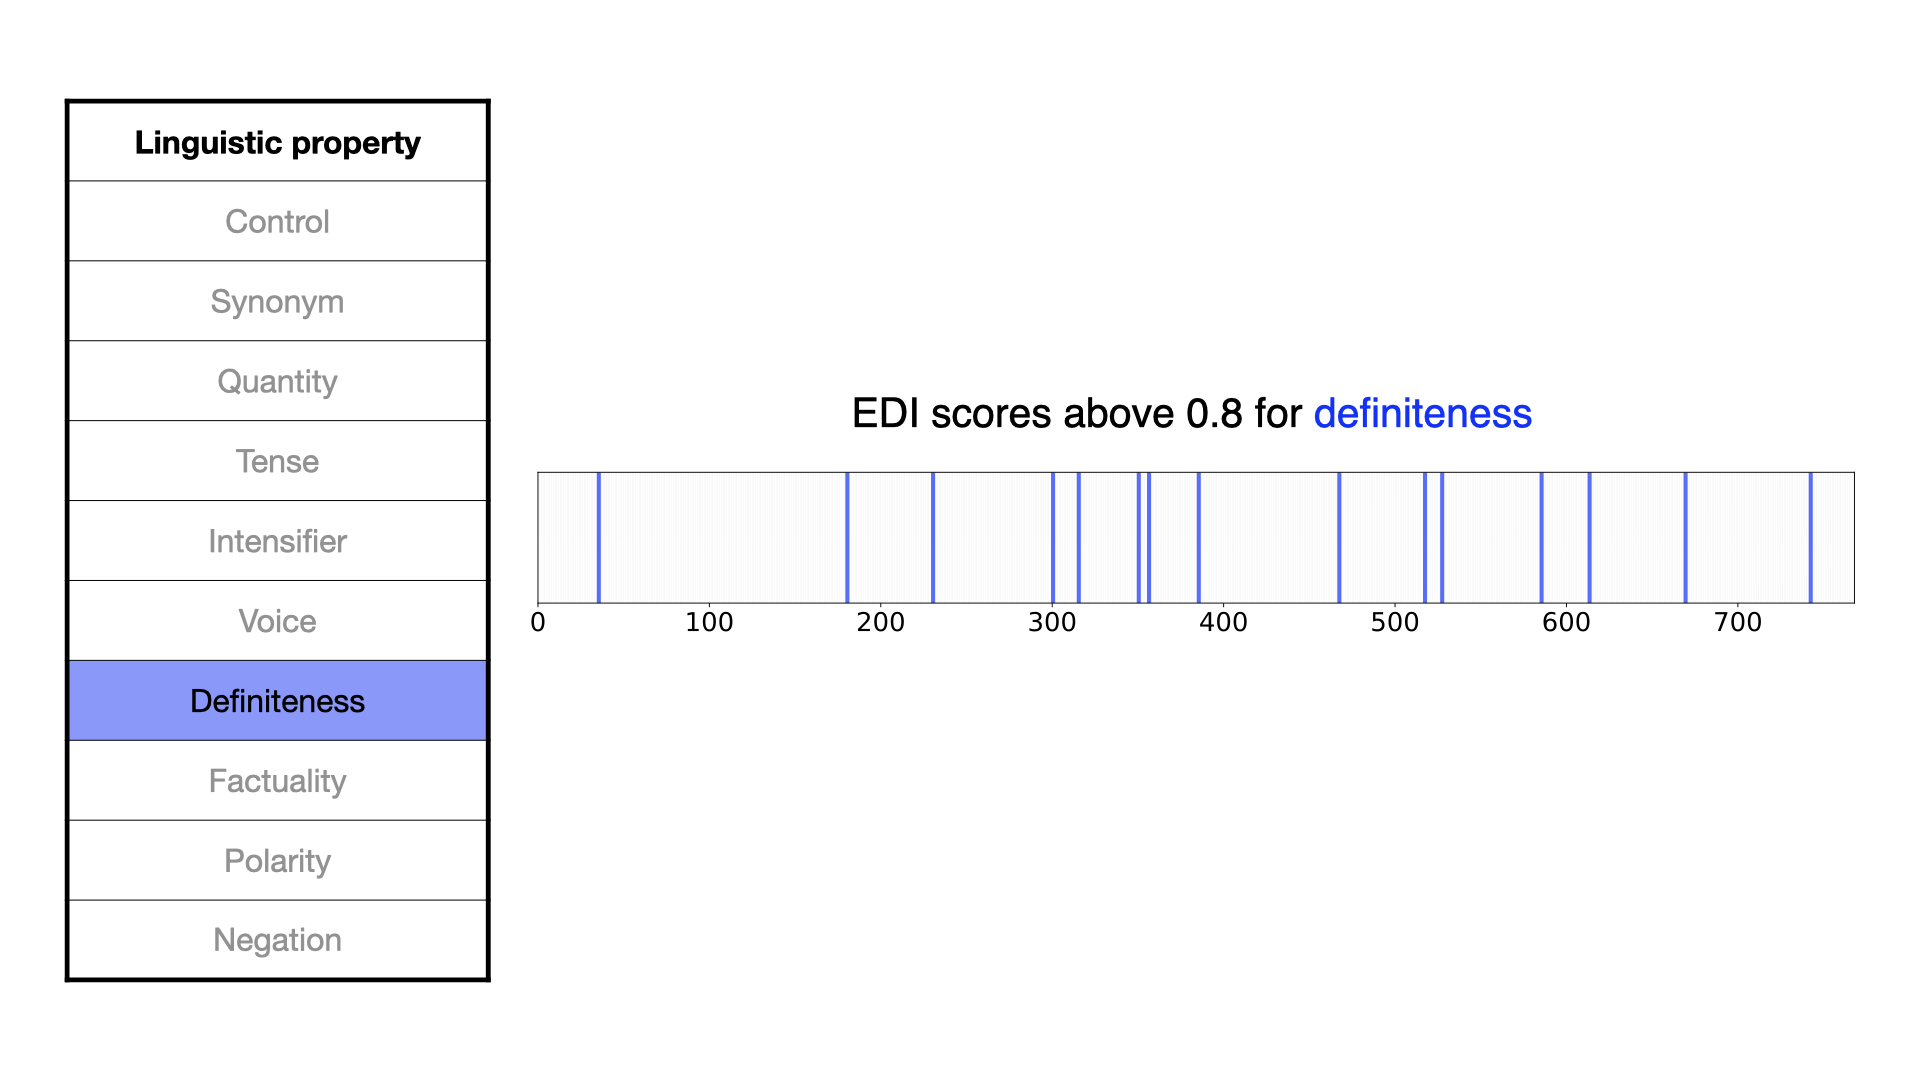 Linguistic property
Control
Synonym
Quantity
Tense
Intensifier
Voice
Definiteness
Factuality
Polarity
Negation
EDI scores above 0.8 for definiteness
0 100 200 300 400 500 600 700